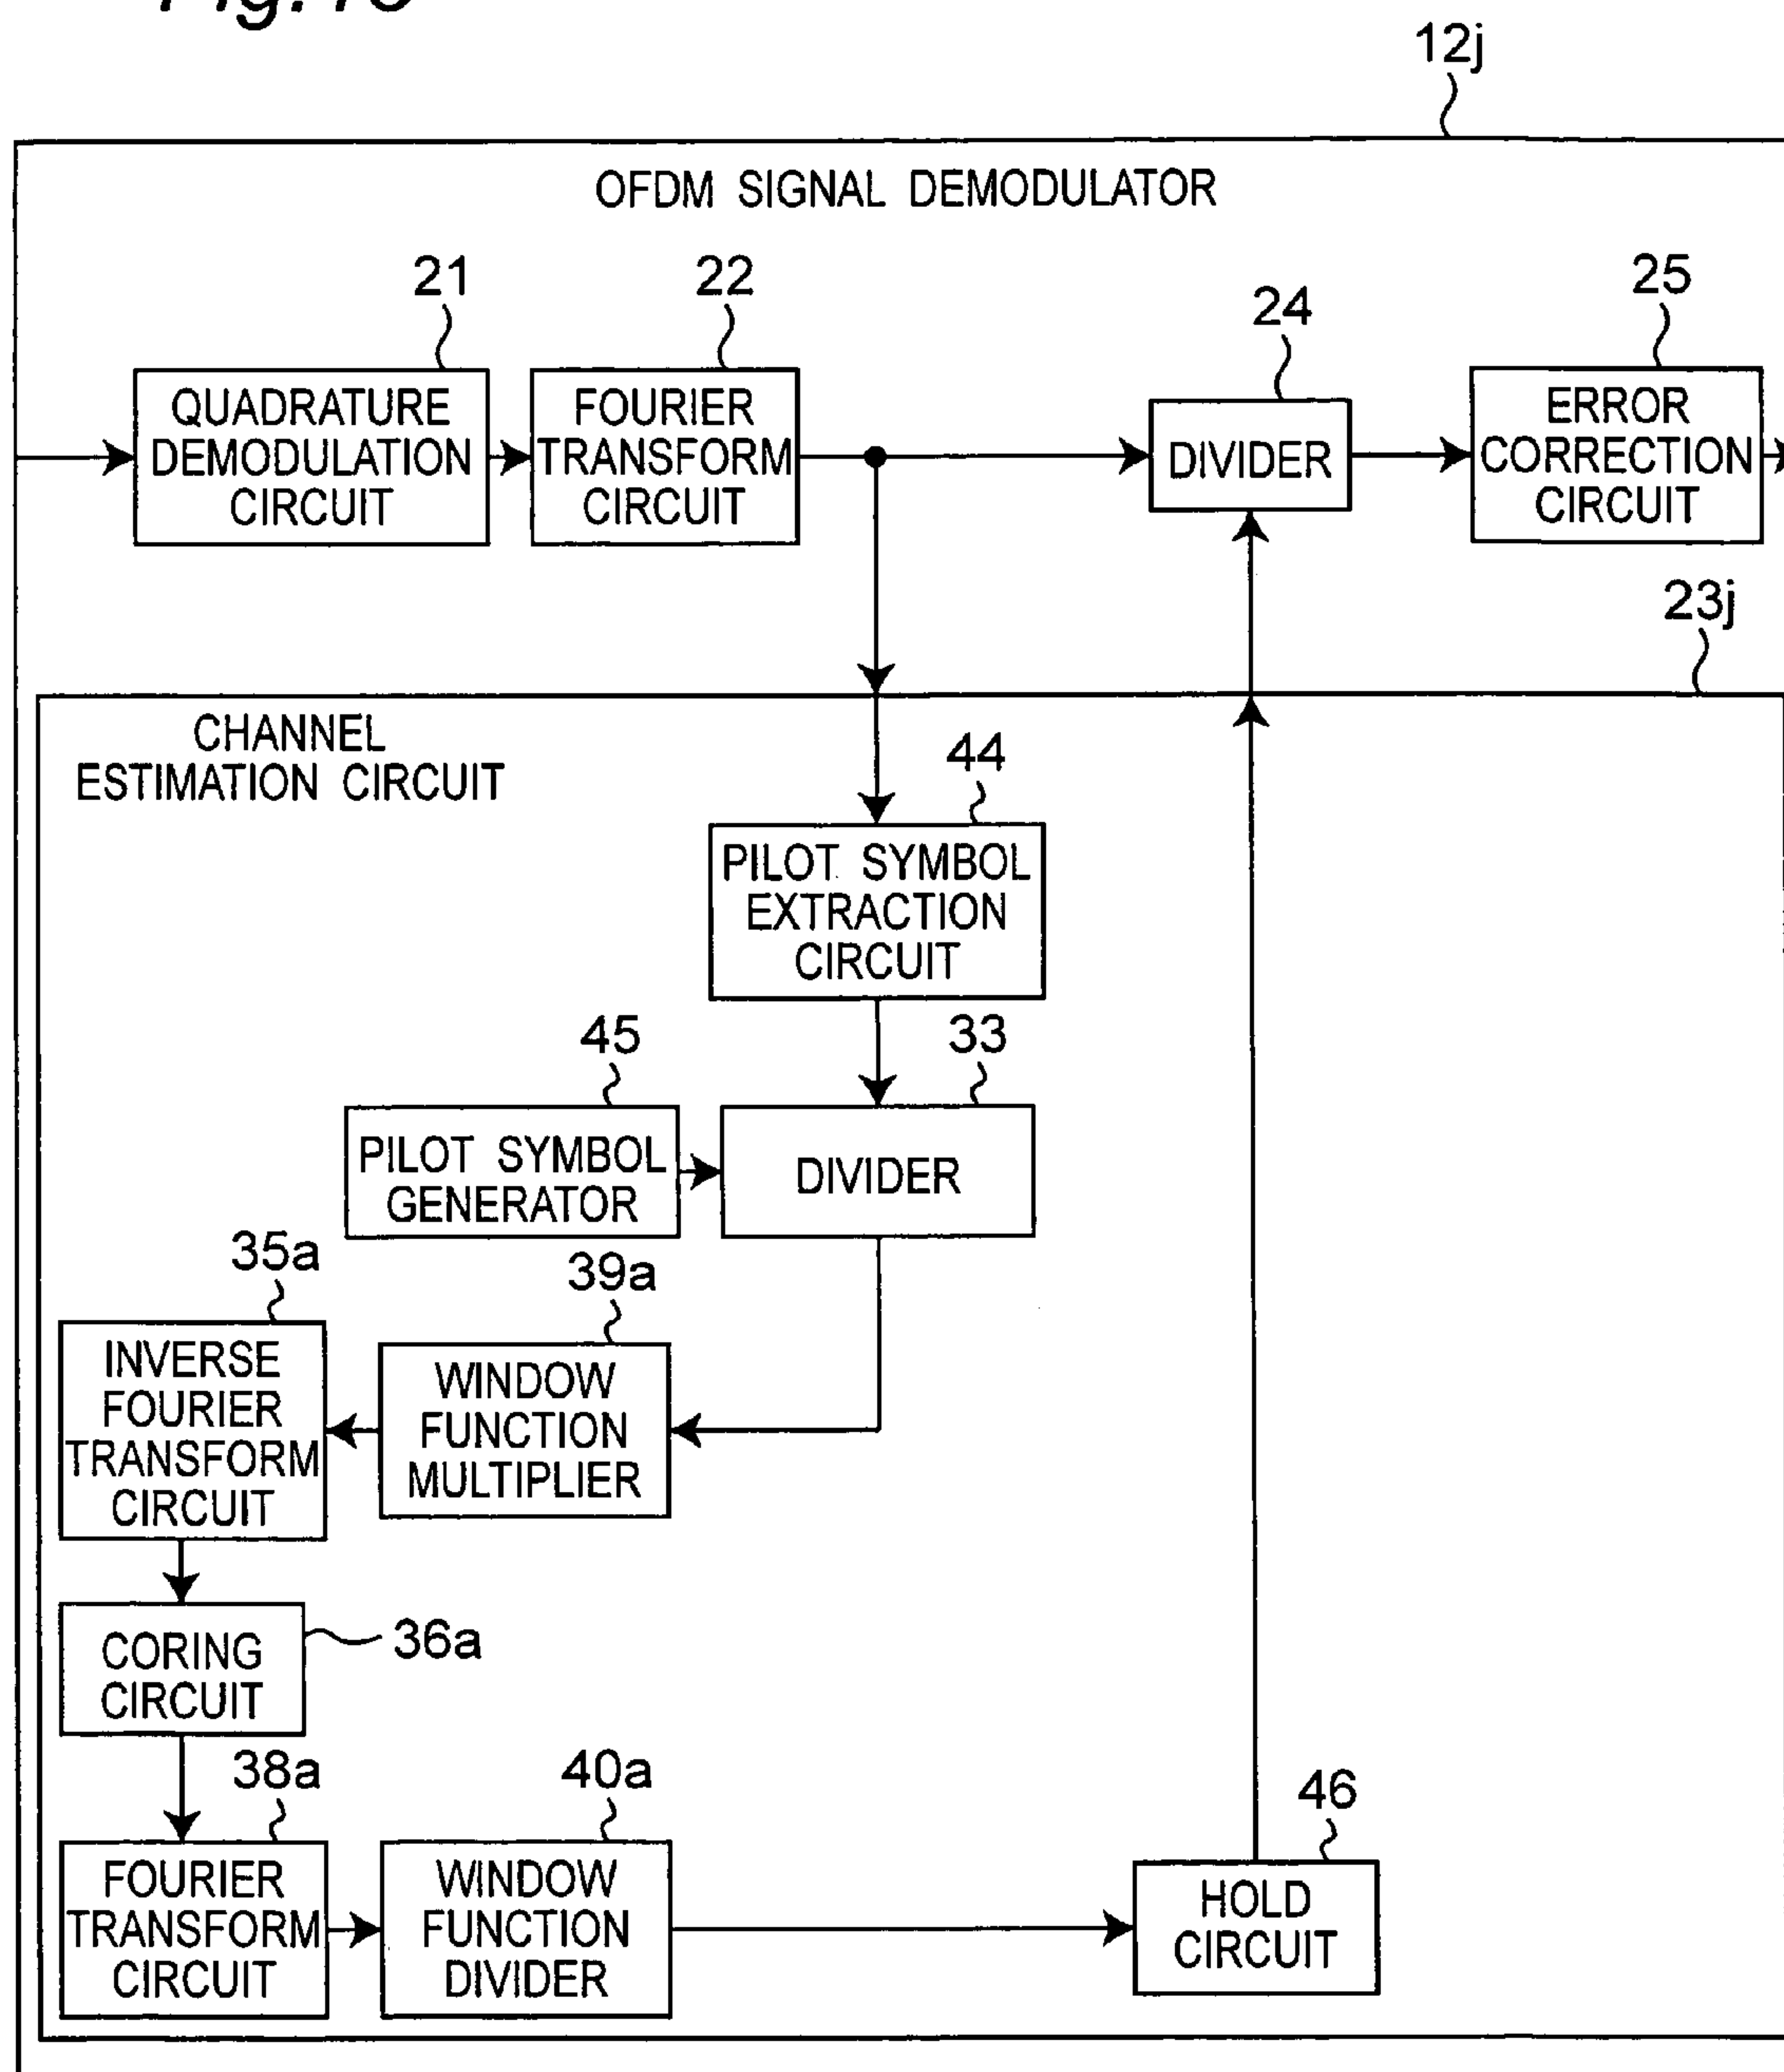 12j
OFDM SIGNAL DEMODULATOR
21
22
24
25
QUADRATURE
DEMODULATION
CIRCUIT
FOURIER
TRANSFORM
CIRCUIT
DIVIDER
ERROR
CORRECTION
CIRCUIT
23j
CHANNEL
ESTIMATION CIRCUIT
44
PILOT SYMBOL
EXTRACTION
CIRCUIT
45
33
PILOT SYMBOL
GENERATOR
DIVIDER
35a
39a
INVERSE
FOURIER
TRANSFORM
CIRCUIT
WINDOW
FUNCTION
MULTIPLIER
CORING
CIRCUIT
36a
38a
40a
46
FOURIER
TRANSFORM
CIRCUIT
WINDOW
FUNCTION
DIVIDER
HOLD
CIRCUIT